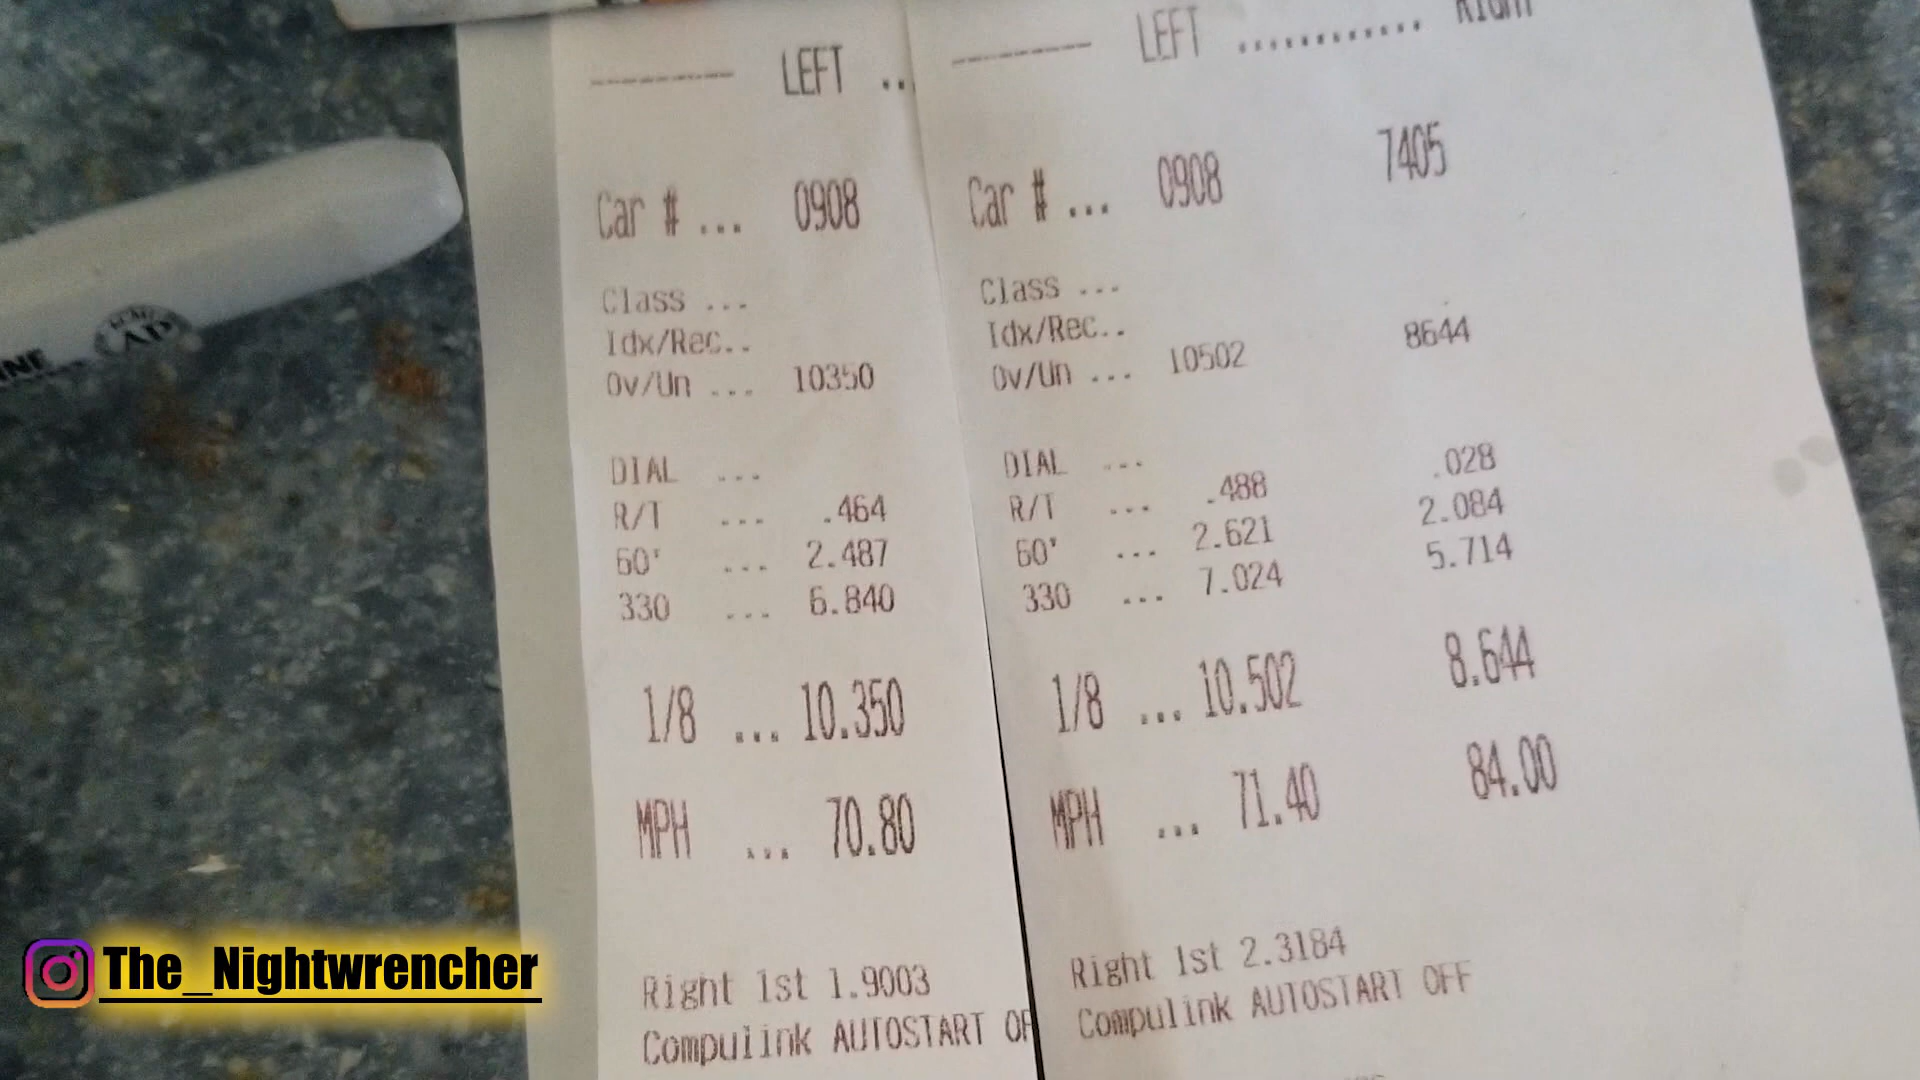 LEFT ..
Car # ... 0908
Class ...
Idx/Rec..
Ov/Un ... 10350
DIAL ...
R/T ... .464
60' ... 2.487
330 ... 6.840
1/8 ... 10.350
MPH ... 70.80
Right 1st 1.9003
Compulink AUTOSTART OF
LEFT ............ Right
Car # ... 0908 7405
Class ...
Idx/Rec..
Ov/Un ... 10502 8644
DIAL ...
R/T ... .488 .028
60' ... 2.621 2.084
330 ... 7.024 5.714
1/8 ... 10.502 8.644
MPH ... 71.40 84.00
Right 1st 2.3184
Compulink AUTOSTART OFF
The_Nightwrencher